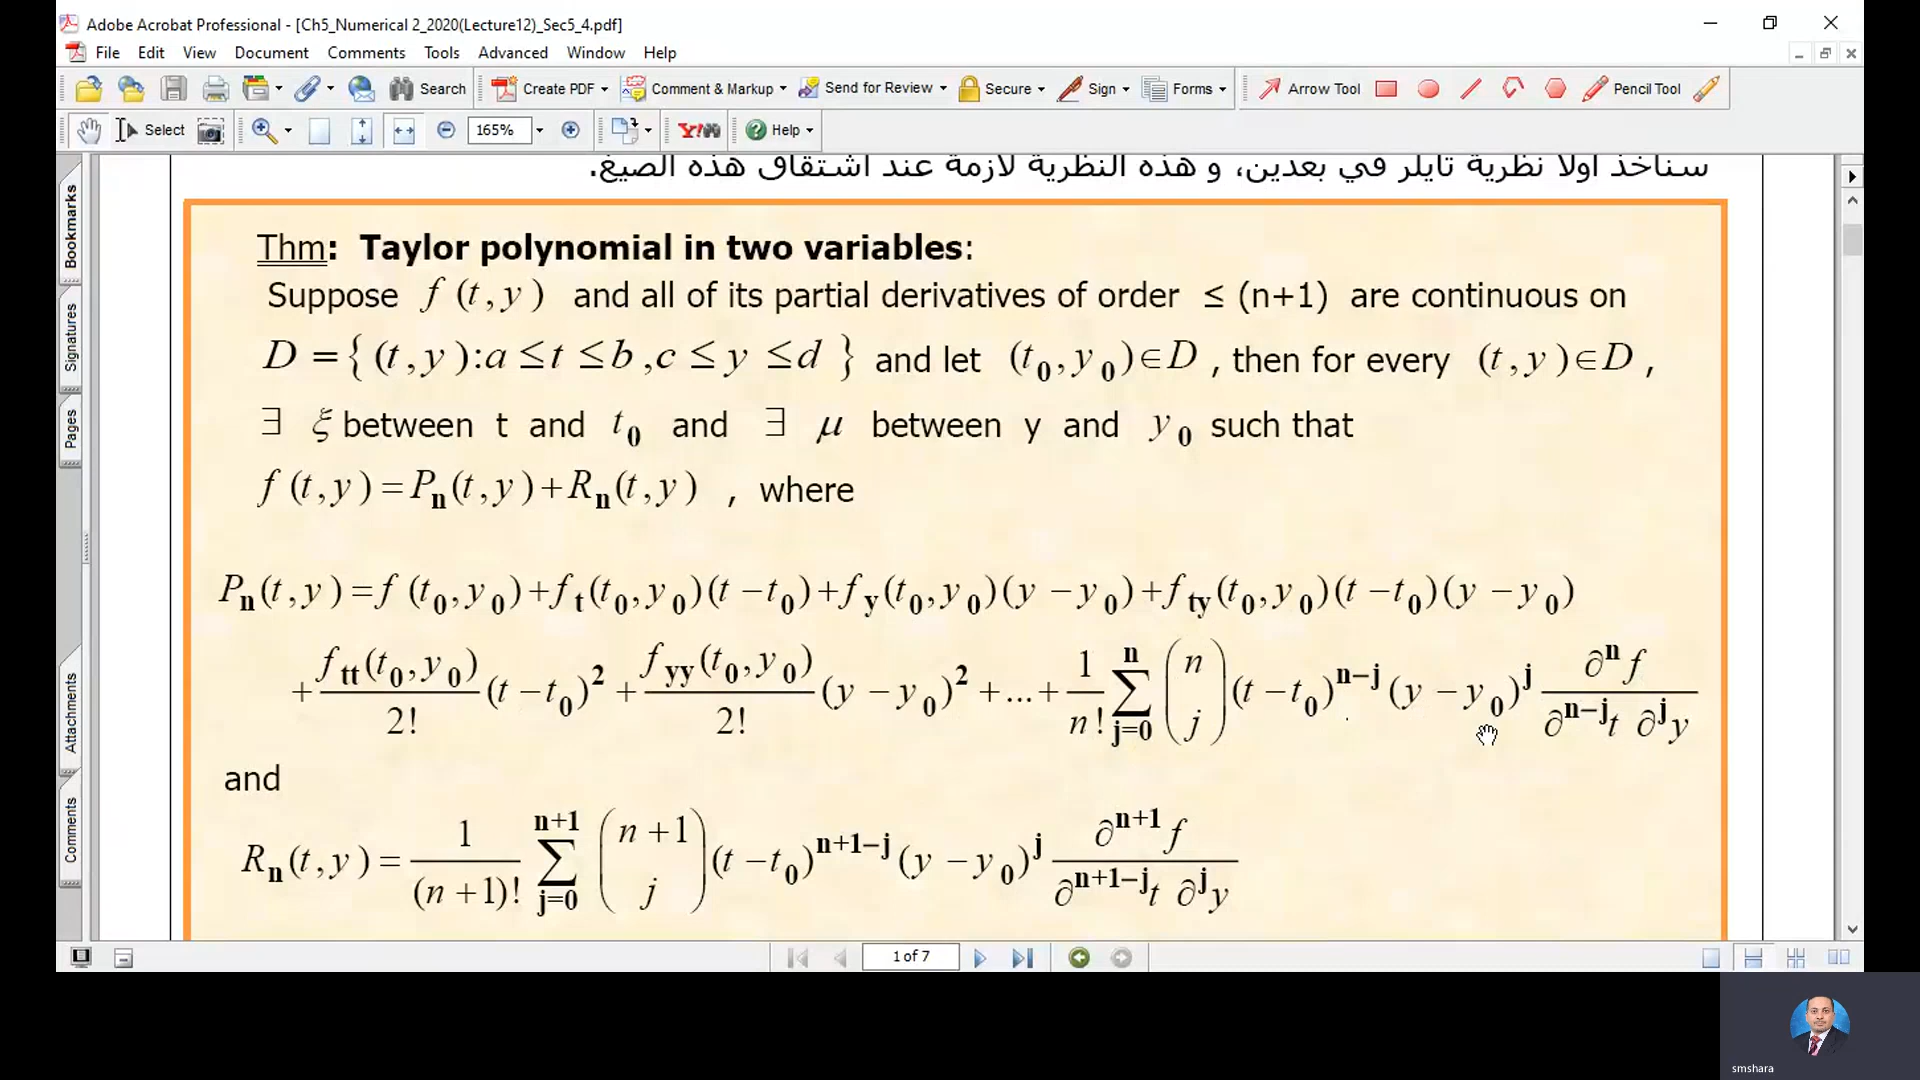 Adobe Acrobat Professional - [Ch5_Numerical 2_2020(Lecture12)_Sec5_4.pdf]
File Edit View Document Comments Tools Advanced Window Help
Search Create PDF Comment & Markup Send for Review Secure Sign Forms Arrow Tool Pencil Tool
Select 165% Y! Help
سنأخذ أولا نظرية تايلر في بعدين، و هذه النظرية لازمة عند اشتقاق هذه الصيغ.
Bookmarks
Signatures
Pages
Attachments
Comments
Thm: Taylor polynomial in two variables:
Suppose f (t, y) and all of its partial derivatives of order ≤ (n+1) are continuous on
D = { (t, y):a ≤ t ≤ b ,c ≤ y ≤ d } and let (t₀, y₀)∈D , then for every (t, y)∈D ,
∃ ξ between t and t₀ and ∃ μ between y and y₀ such that
f (t, y) = Pₙ(t, y) + Rₙ(t, y) , where
Pₙ(t, y) = f (t₀, y₀) + f_t(t₀, y₀)(t − t₀) + f_y(t₀, y₀)(y − y₀) + f_ty(t₀, y₀)(t − t₀)(y − y₀)
+ f_tt(t₀, y₀)/2! (t − t₀)² + f_yy(t₀, y₀)/2! (y − y₀)² + ... + 1/n! ∑_{j=0}^{n} (n j) (t − t₀)^{n−j} (y − y₀)^j ∂^n f / ∂^{n−j}t ∂^j y
and
Rₙ(t, y) = 1/(n + 1)! ∑_{j=0}^{n+1} (n + 1 j) (t − t₀)^{n+1−j} (y − y₀)^j ∂^{n+1} f / ∂^{n+1−j}t ∂^j y
1 of 7
smshara